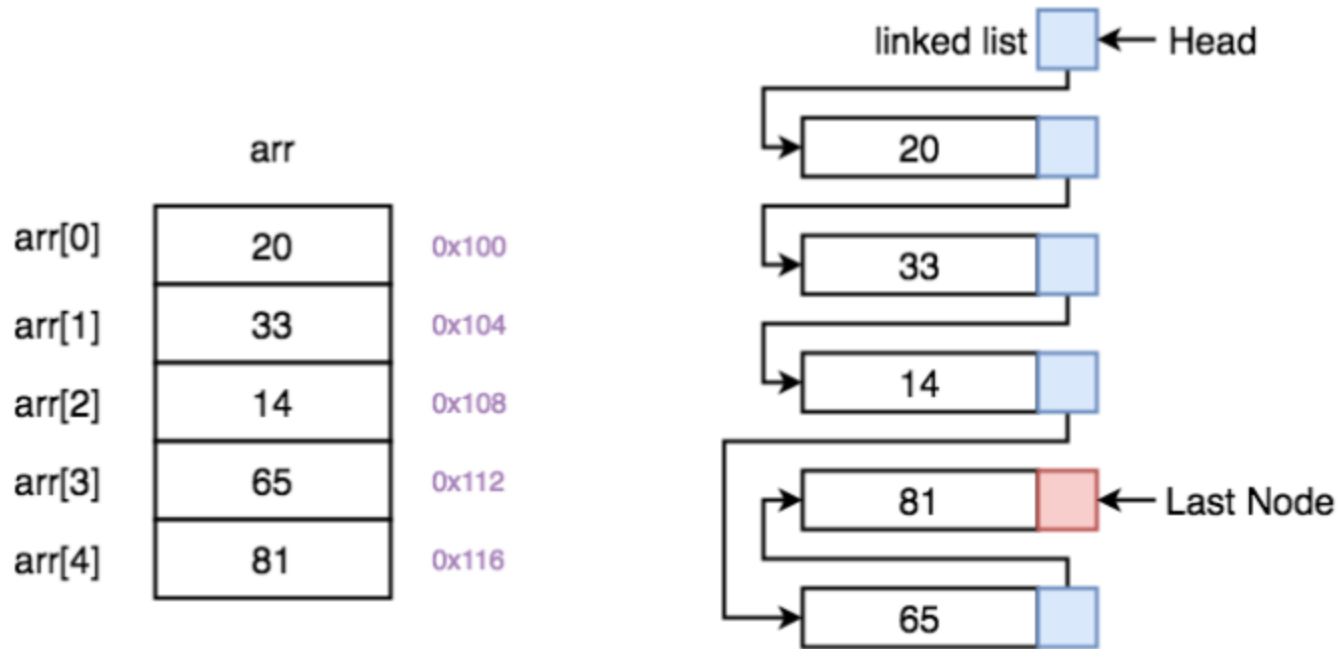 arr
arr[0] 20 0x100
arr[1] 33 0x104
arr[2] 14 0x108
arr[3] 65 0x112
arr[4] 81 0x116
linked list Head
20
33
14
81 Last Node
65